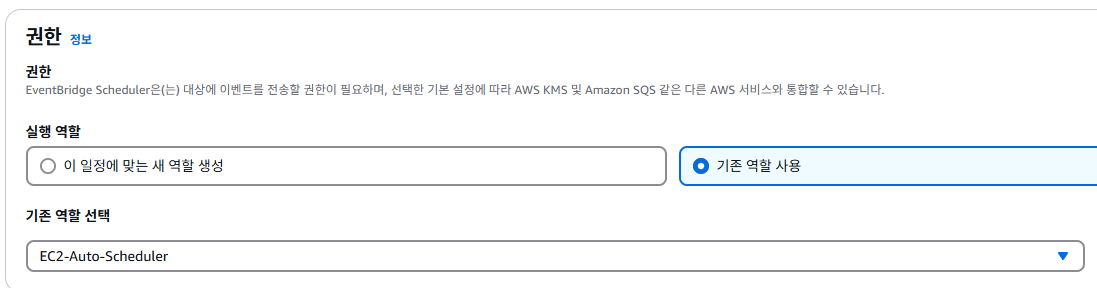 권한 정보
권한
EventBridge Scheduler은(는) 대상에 이벤트를 전송할 권한이 필요하며, 선택한 기본 설정에 따라 AWS KMS 및 Amazon SQS 같은 다른 AWS 서비스와 통합할 수 있습니다.
실행 역할
이 일정에 맞는 새 역할 생성
기존 역할 사용
기존 역할 선택
EC2-Auto-Scheduler